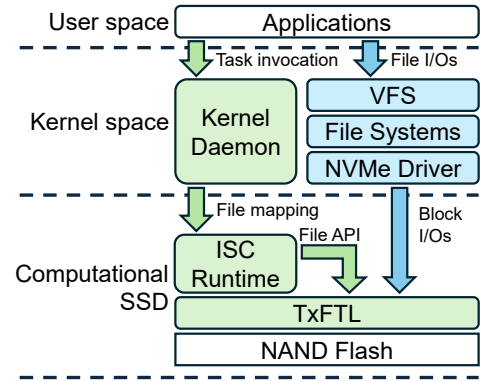 User space
Applications
Task invocation
File I/Os
Kernel space
Kernel
Daemon
VFS
File Systems
NVMe Driver
File mapping
Block
I/Os
File API
Computational
SSD
ISC
Runtime
TxFTL
NAND Flash